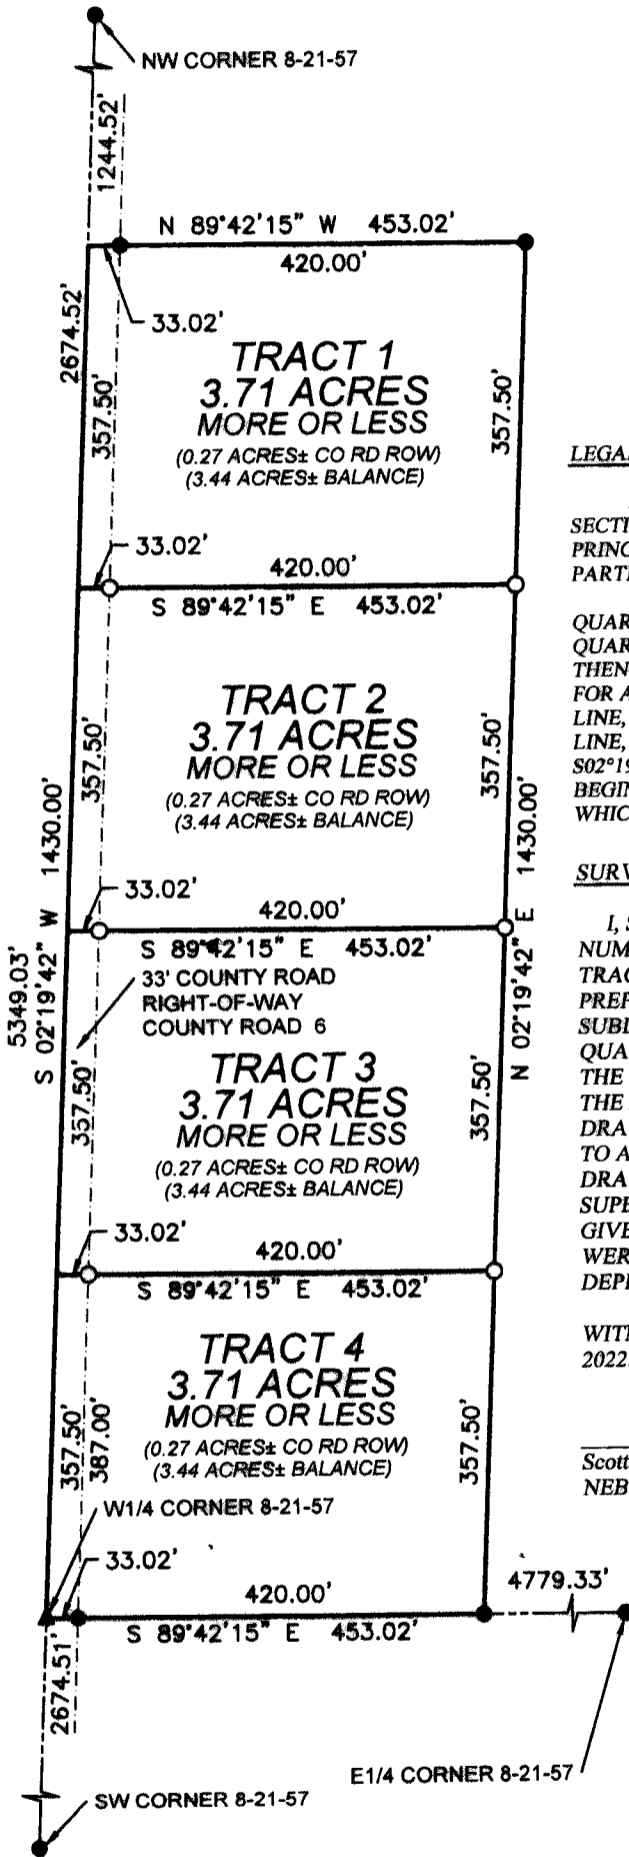 NW CORNER 8-21-57
1244.52'
N 89°42'15" W 453.02'
420.00'
33.02'
2674.52'
357.50'
TRACT 1
3.71 ACRES
MORE OR LESS
(0.27 ACRES± CO RD ROW)
(3.44 ACRES± BALANCE)
357.50'
33.02'
420.00'
S 89°42'15" E 453.02'
TRACT 2
3.71 ACRES
MORE OR LESS
(0.27 ACRES± CO RD ROW)
(3.44 ACRES± BALANCE)
357.50'
357.50'
33.02'
420.00'
S 89°42'15" E 453.02'
5349.03'
S 02°19'42" W 1430.00'
N 02°19'42" E 1430.00'
33' COUNTY ROAD
RIGHT-OF-WAY
COUNTY ROAD 6
TRACT 3
3.71 ACRES
MORE OR LESS
(0.27 ACRES± CO RD ROW)
(3.44 ACRES± BALANCE)
357.50'
357.50'
33.02'
420.00'
S 89°42'15" E 453.02'
TRACT 4
3.71 ACRES
MORE OR LESS
(0.27 ACRES± CO RD ROW)
(3.44 ACRES± BALANCE)
357.50'
387.00'
357.50'
W1/4 CORNER 8-21-57
33.02'
420.00'
S 89°42'15" E 453.02'
4779.33'
2674.51'
E1/4 CORNER 8-21-57
SW CORNER 8-21-57
LEGA
SECTI
PRINC
PARTI
QUAR
QUAR
THEN
FOR A
LINE,
LINE,
S02°19
BEGIN
WHIC
SURV
I, S
NUM
TRAC
PREP
SUBD
QUA
THE
THE
DRA
TO A
DRA
SUPE
GIVE
WER
DEPE
WIT
2022.
Scott
NEB